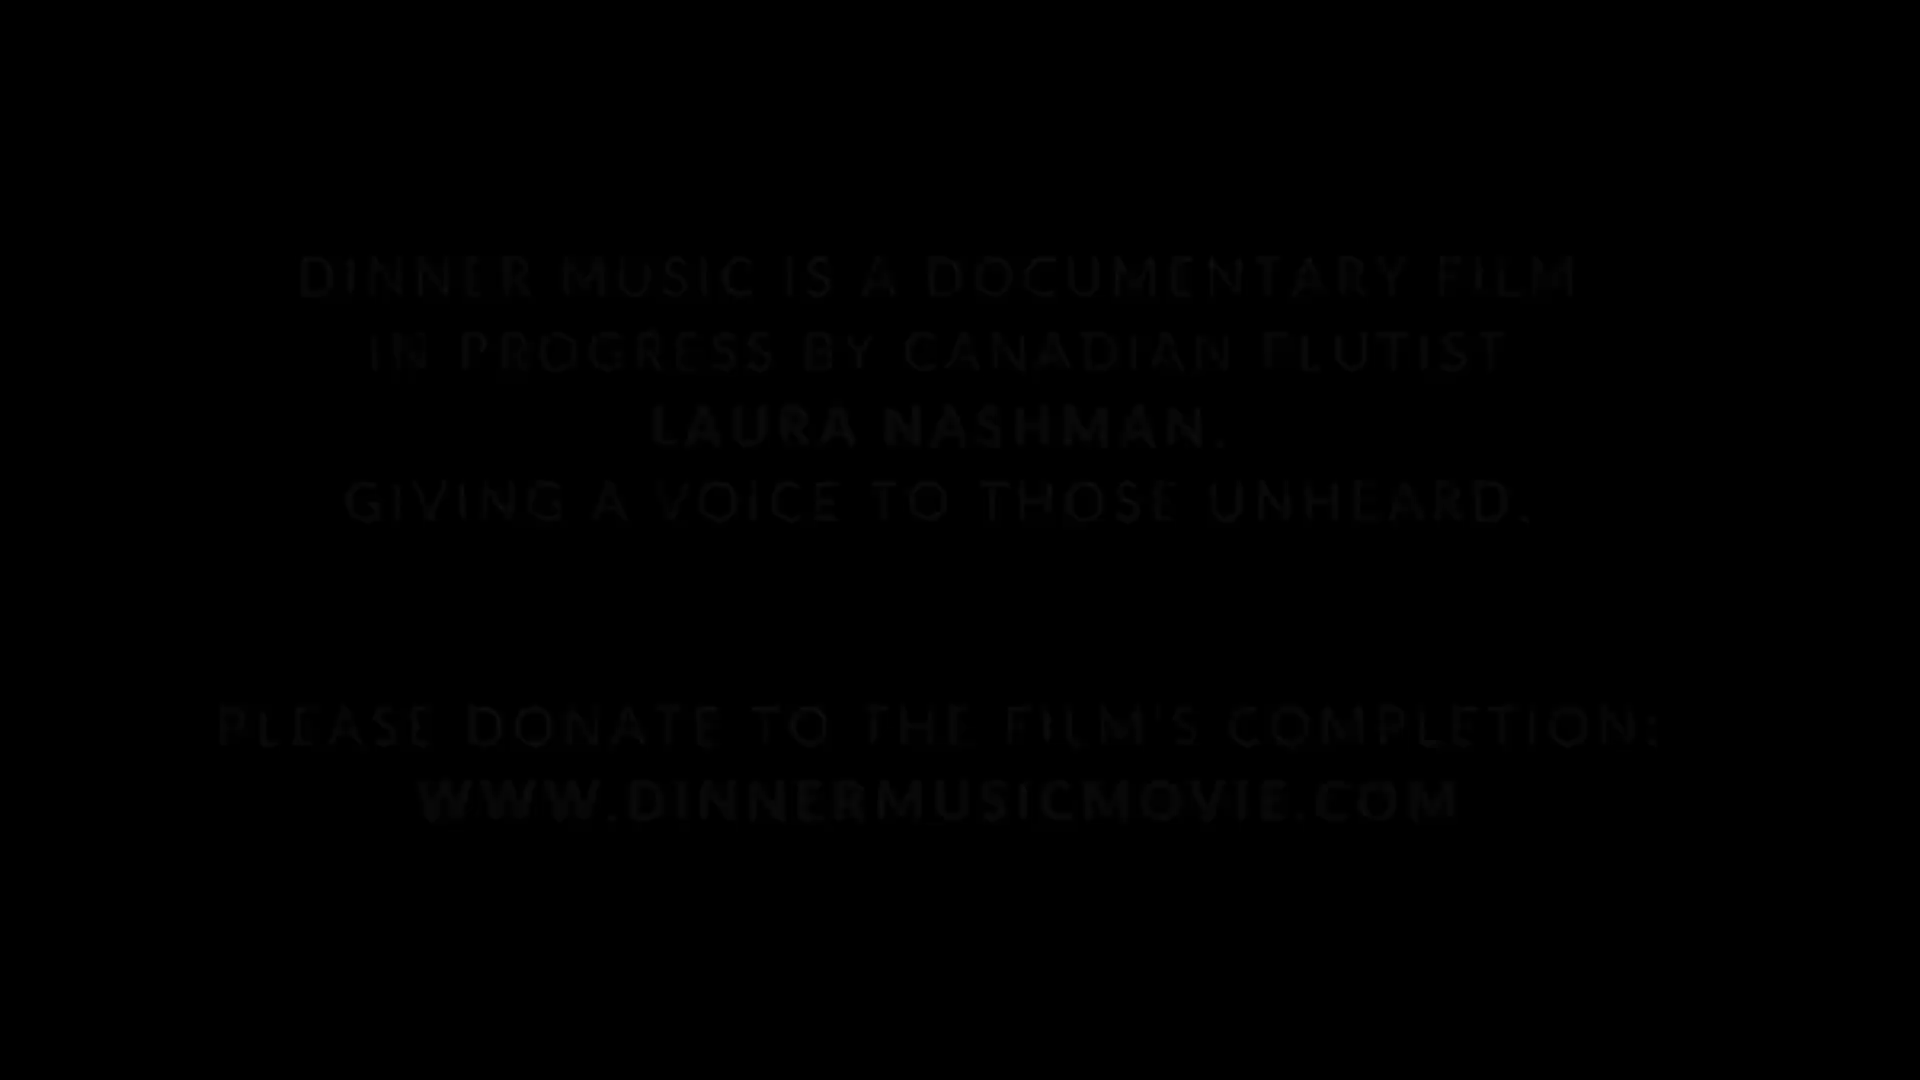 DINNER MUSIC IS A DOCUMENTARY FILM
IN PROGRESS BY CANADIAN FLUTIST
LAURA NASHMAN.
GIVING A VOICE TO THOSE UNHEARD.
PLEASE DONATE TO THE FILM'S COMPLETION:
WWW.DINNERMUSICMOVIE.COM